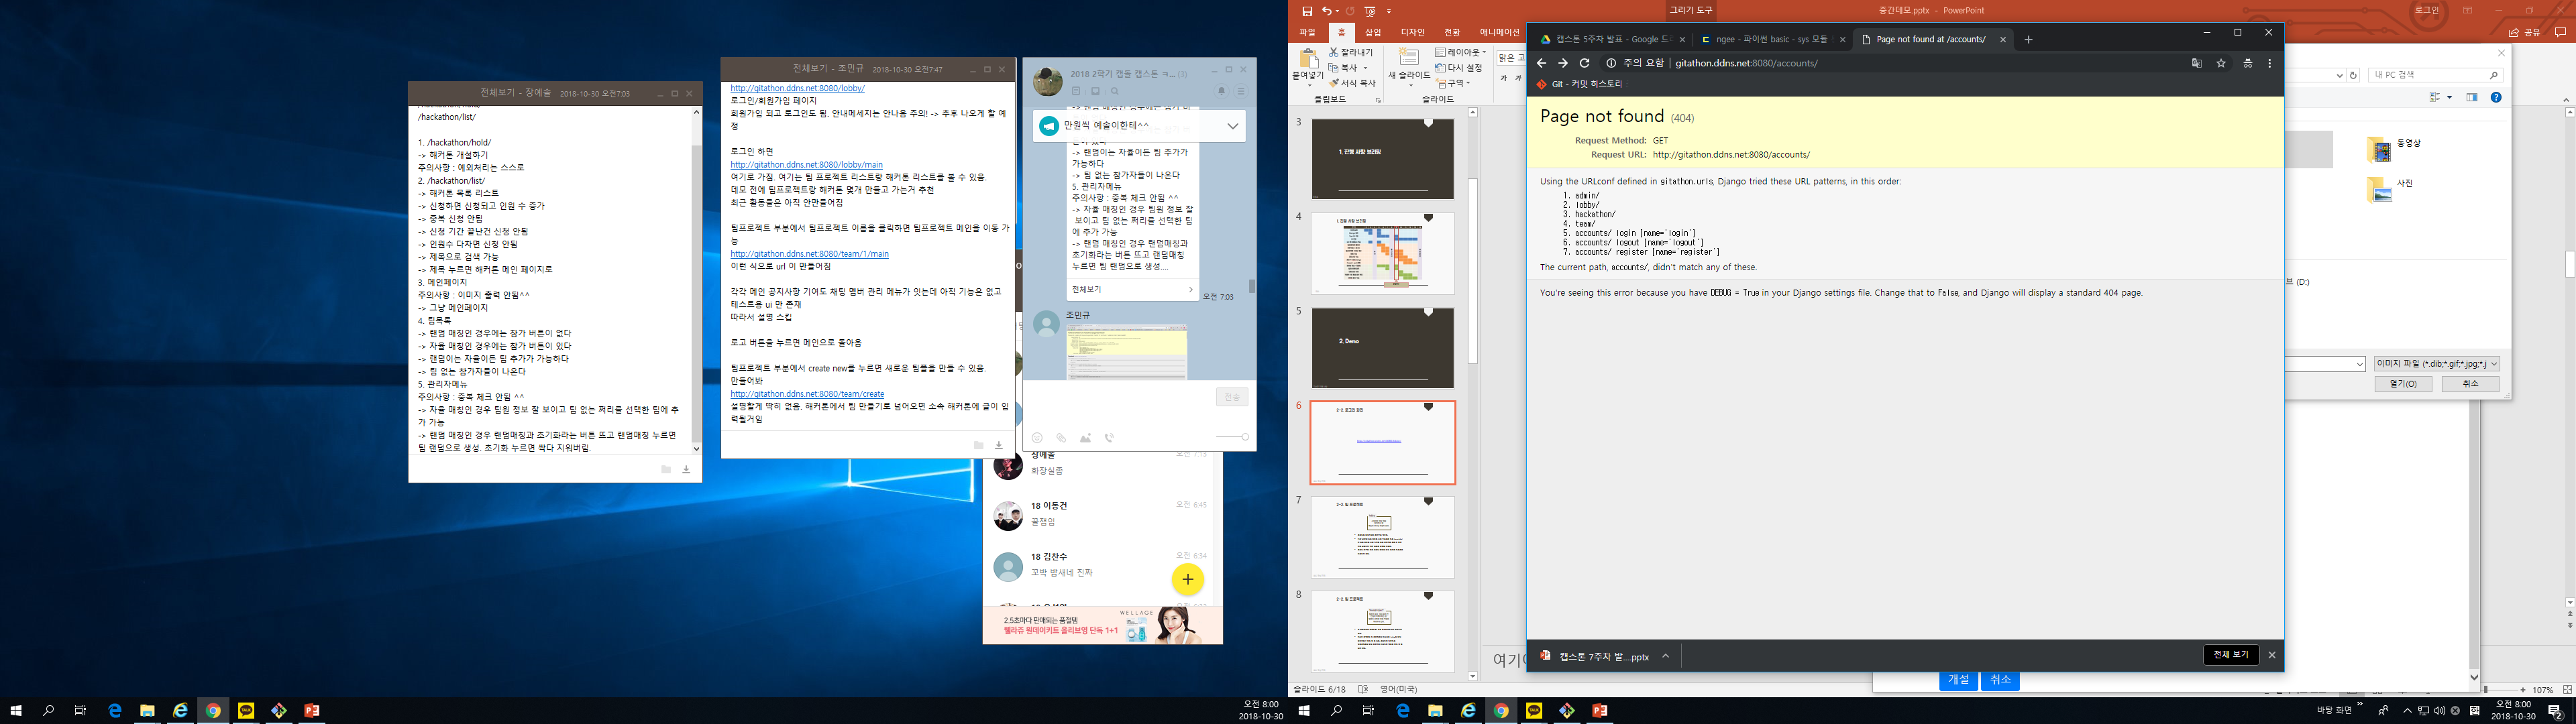 전체보기 - 장예솔 2018-10-30 오전7:03
/hackathon/hold/
/hackathon/list/
1. /hackathon/hold/
-> 해커톤 개설하기
주의사항 : 예외처리는 스스로
2. /hackathon/list/
-> 해커톤 목록 리스트
-> 신청하면 신청되고 인원 수 증가
-> 중복 신청 안됨
-> 신청 기간 끝난건 신청 안됨
-> 인원수 다차면 신청 안됨
-> 제목으로 검색 가능
-> 제목 누르면 해커톤 메인 페이지로
3. 메인페이지
주의사항 : 이미지 출력 안됨^^
-> 그냥 메인페이지
4. 팀목록
-> 랜덤 매칭인 경우에는 참가 버튼이 없다
-> 자율 매칭인 경우에는 참가 버튼이 있다
-> 랜덤이는 자율이든 팀 추가가 가능하다
-> 팀 없는 참가자들이 나온다
5. 관리자메뉴
주의사항 : 중복 체크 안됨 ^^
-> 자율 매칭인 경우 팀원 정보 잘 보이고 팀 없는 쩌리를 선택한 팀에 추
가 가능
-> 랜덤 매칭인 경우 랜덤매칭과 초기화라는 버튼 뜨고 랜덤매칭 누르면
팀 랜덤으로 생성. 초기화 누르면 싹다 지워버림.
전체보기 - 조민규 2018-10-30 오전7:47
http://gitathon.ddns.net:8080/lobby/
로그인/회원가입 페이지
회원가입 되고 로그인도 됨. 안내메세지는 안나옴 주의! -> 추후 나오게 할 예
정
로그인 하면
http://gitathon.ddns.net:8080/lobby/main
여기로 가짐. 여기는 팀 프로젝트 리스트랑 해커톤 리스트를 볼 수 있음.
데모 전에 팀프로젝트랑 해커톤 몇개 만들고 가는거 추천
최근 활동들은 아직 안만들어짐
팀프로젝트 부분에서 팀프로젝트 이름을 클릭하면 팀프로젝트 메인을 이동 가
능
http://gitathon.ddns.net:8080/team/1/main
이런 식으로 url 이 만들어짐
각각 메인 공지사항 기여도 채팅 멤버 관리 메뉴가 잇는데 아직 기능은 없고
테스트용 ui 만 존재
따라서 설명 스킵
로고 버튼을 누르면 메인으로 돌아옴
팀프로젝트 부분에서 create new를 누르면 새로운 팀플을 만들 수 있음.
만들어봐
http://gitathon.ddns.net:8080/team/create
설명할게 딱히 없음. 해커톤에서 팀 만들기로 넘어오면 소속 해커톤에 글이 입
력될거임
2018 2학기 캡돌 캡스톤 ㅋ... (3)
만원씩 예솔이한테^^
-> 랜덤이는 자율이든 팀 추가가
가능하다
-> 팀 없는 참가자들이 나온다
5. 관리자메뉴
주의사항 : 중복 체크 안됨 ^^
-> 자율 매칭인 경우 팀원 정보 잘
보이고 팀 없는 쩌리를 선택한 팀
에 추가 가능
-> 랜덤 매칭인 경우 랜덤매칭과
초기화라는 버튼 뜨고 랜덤매칭
누르면 팀 랜덤으로 생성....
전체보기
오전 7:03
조민규
전송
장예솔 오전 7:13
화장실좀
18 이동건 오전 6:45
꿀잼임
18 김찬수 오전 6:34
꼬박 밤새네 진짜
WELLAGE
2.5초마다 판매되는 품절템
웰라쥬 원데이키트 올리브영 단독 1+1
오전 8:00
2018-10-30
그리기 도구
중간데모.pptx - PowerPoint
로그인
파일 홈 삽입 디자인 전환 애니메이션
공유
붙여넣기
잘라내기
복사
서식 복사
클립보드
새 슬라이드
레이아웃
다시 설정
구역
슬라이드
맑은 고
3
1. 진행 사항 브리핑
4
1. 진행 사항 브리핑
5
2. Demo
6
7
8
슬라이드 6/18 영어(미국)
캡스톤 5주차 발표 - Google 드
ngee - 파이썬 basic - sys 모듈
Page not found at /accounts/
주의 요함 | gitathon.ddns.net:8080/accounts/
Git - 커밋 히스토리
Page not found (404)
Request Method: GET
Request URL: http://gitathon.ddns.net:8080/accounts/
Using the URLconf defined in gitathon.urls, Django tried these URL patterns, in this order:
1. admin/
2. lobby/
3. hackathon/
4. team/
5. accounts/ login [name='login']
6. accounts/ logout [name='logout']
7. accounts/ register [name='register']
The current path, accounts/, didn't match any of these.
You're seeing this error because you have DEBUG = True in your Django settings file. Change that to False, and Django will display a standard 404 page.
캡스톤 7주차 발....pptx
전체 보기
내 PC 검색
동영상
사진
브 (D:)
이미지 파일 (*.dib;*.gif;*.jpg;*.j
열기(O) 취소
개설 취소
107%
바탕 화면
오전 8:00
2018-10-30